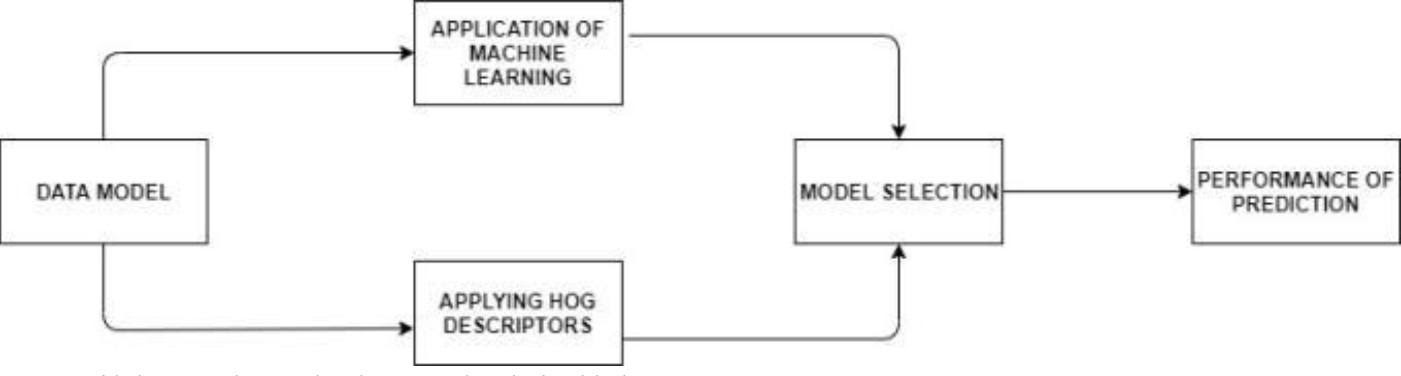 APPLICATION OF
MACHINE
LEARNING
DATA MODEL
MODEL SELECTION
PERFORMANCE OF
PREDICTION
APPLYING HOG
DESCRIPTORS